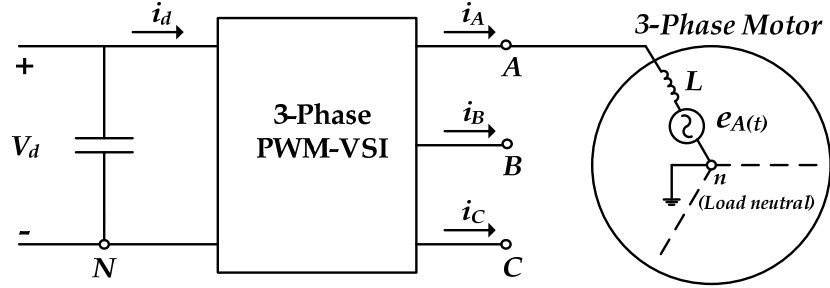 i_d
i_A
3-Phase Motor
+
A
L
3-Phase
PWM-VSI
e_A(t)
V_d
i_B
B
n
(Load neutral)
i_C
-
N
C